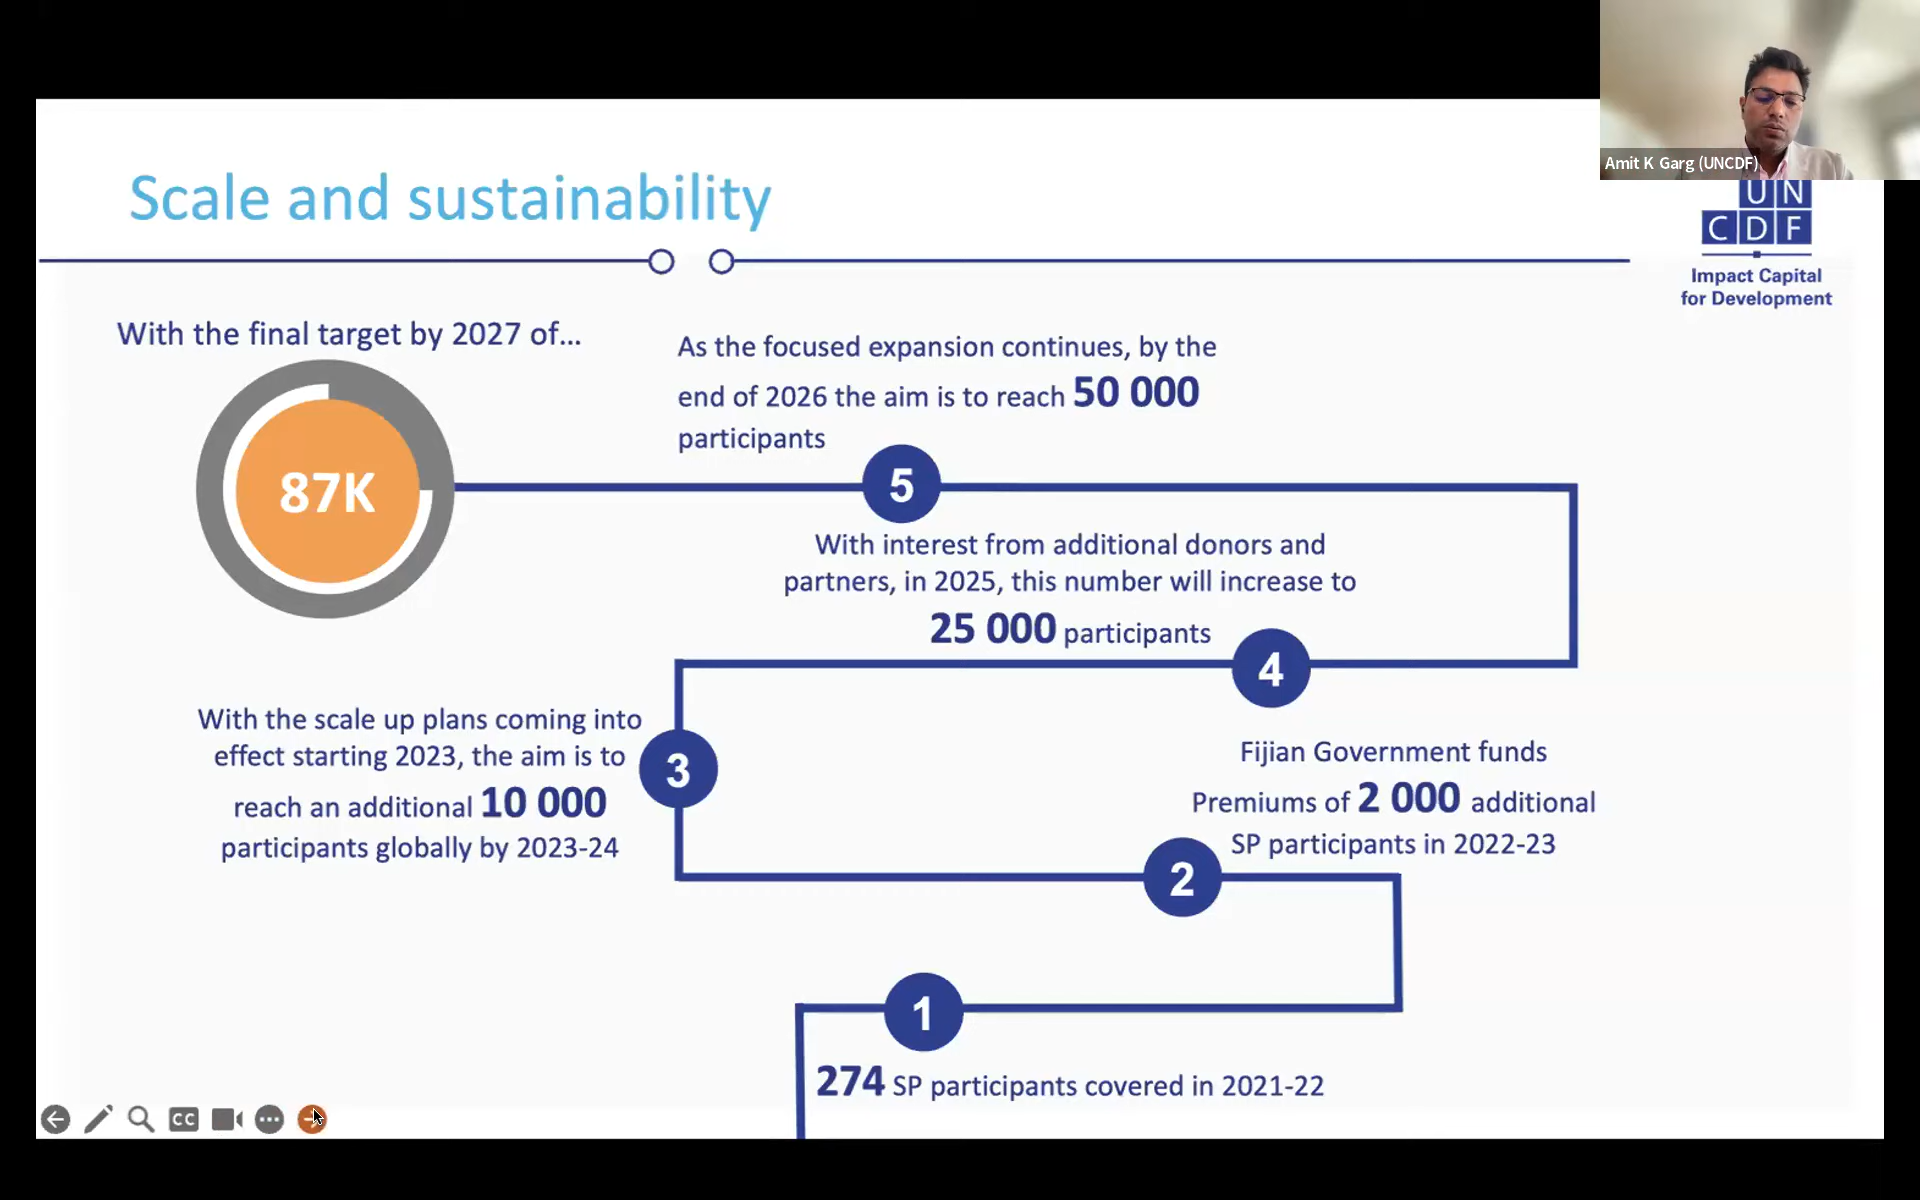 Amit K Garg (UNCDF)
Scale and sustainability
UN
CDF
Impact Capital
for Development
With the final target by 2027 of...
87K
As the focused expansion continues, by the
end of 2026 the aim is to reach 50 000
participants
5
With interest from additional donors and
partners, in 2025, this number will increase to
25 000 participants
4
With the scale up plans coming into
effect starting 2023, the aim is to
reach an additional 10 000
participants globally by 2023-24
3
Fijian Government funds
Premiums of 2 000 additional
SP participants in 2022-23
2
1
274 SP participants covered in 2021-22
CC